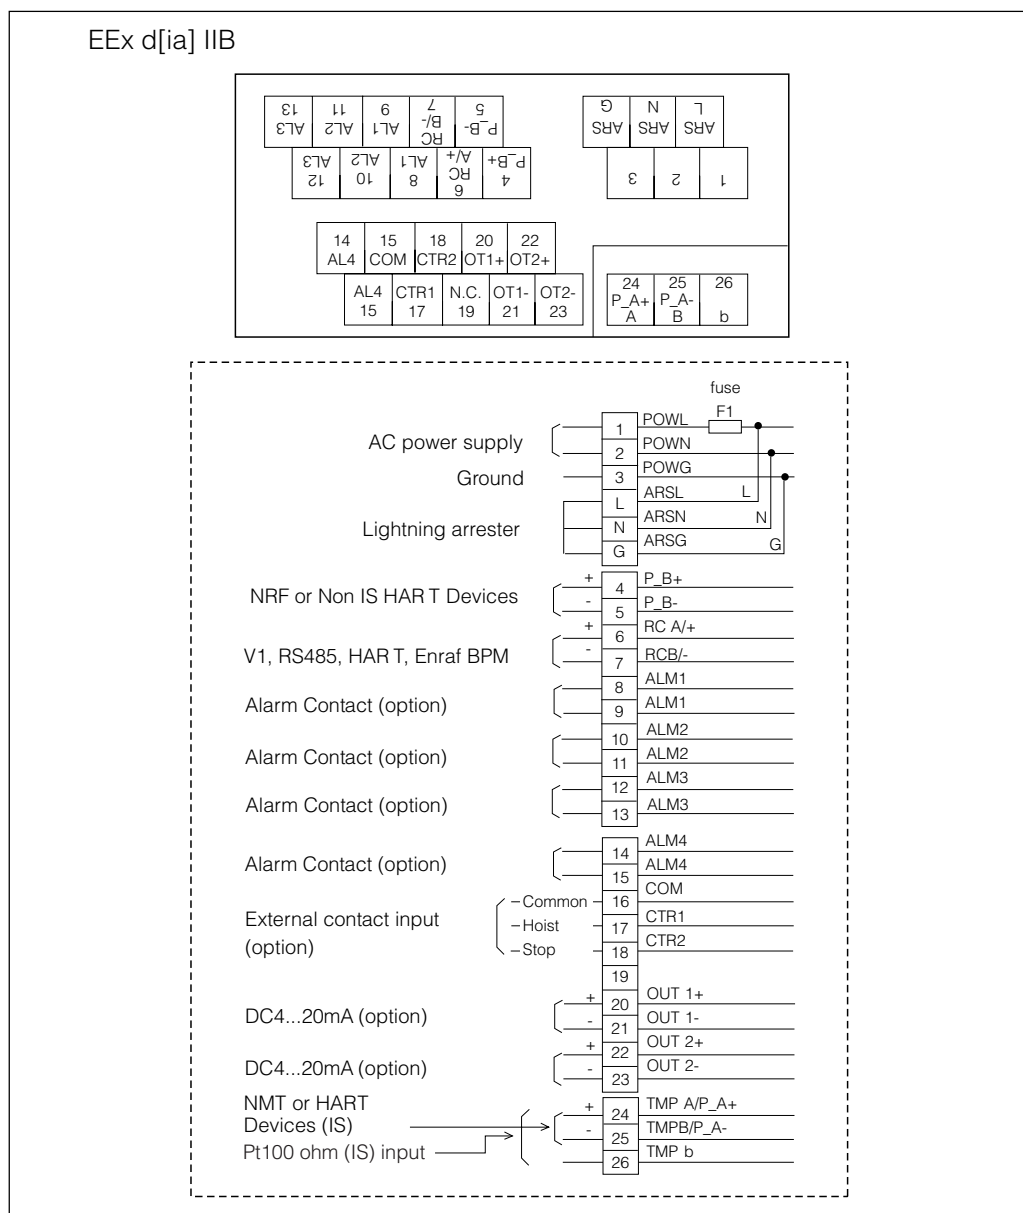 EEx d[ia] IIB
13 11 9 7 5
AL3 AL2 AL1 RC B/- P_B-
G N L
ARS ARS ARS
AL3 AL2 AL1 RC A/+ P_B+
12 10 8 6 4
3 2 1
14 15 18 20 22
AL4 COM CTR2 OT1+ OT2+
AL4 CTR1 N.C. OT1- OT2-
15 17 19 21 23
24 25 26
P_A+ P_A-
A B b
fuse
F1
AC power supply
1 POWL
2 POWN
Ground 3 POWG
L ARSL L
Lightning arrester N ARSN N
G ARSG G
NRF or Non IS HART Devices
+ 4 P_B+
- 5 P_B-
V1, RS485, HART, Enraf BPM
+ 6 RC A/+
- 7 RCB/-
Alarm Contact (option)
8 ALM1
9 ALM1
Alarm Contact (option)
10 ALM2
11 ALM2
Alarm Contact (option)
12 ALM3
13 ALM3
Alarm Contact (option)
14 ALM4
15 ALM4
External contact input
(option)
Common 16 COM
Hoist 17 CTR1
Stop 18 CTR2
19
DC4...20mA (option)
+ 20 OUT 1+
- 21 OUT 1-
DC4...20mA (option)
+ 22 OUT 2+
- 23 OUT 2-
NMT or HART
Devices (IS)
Pt100 ohm (IS) input
+ 24 TMP A/P_A+
- 25 TMPB/P_A-
26 TMP b